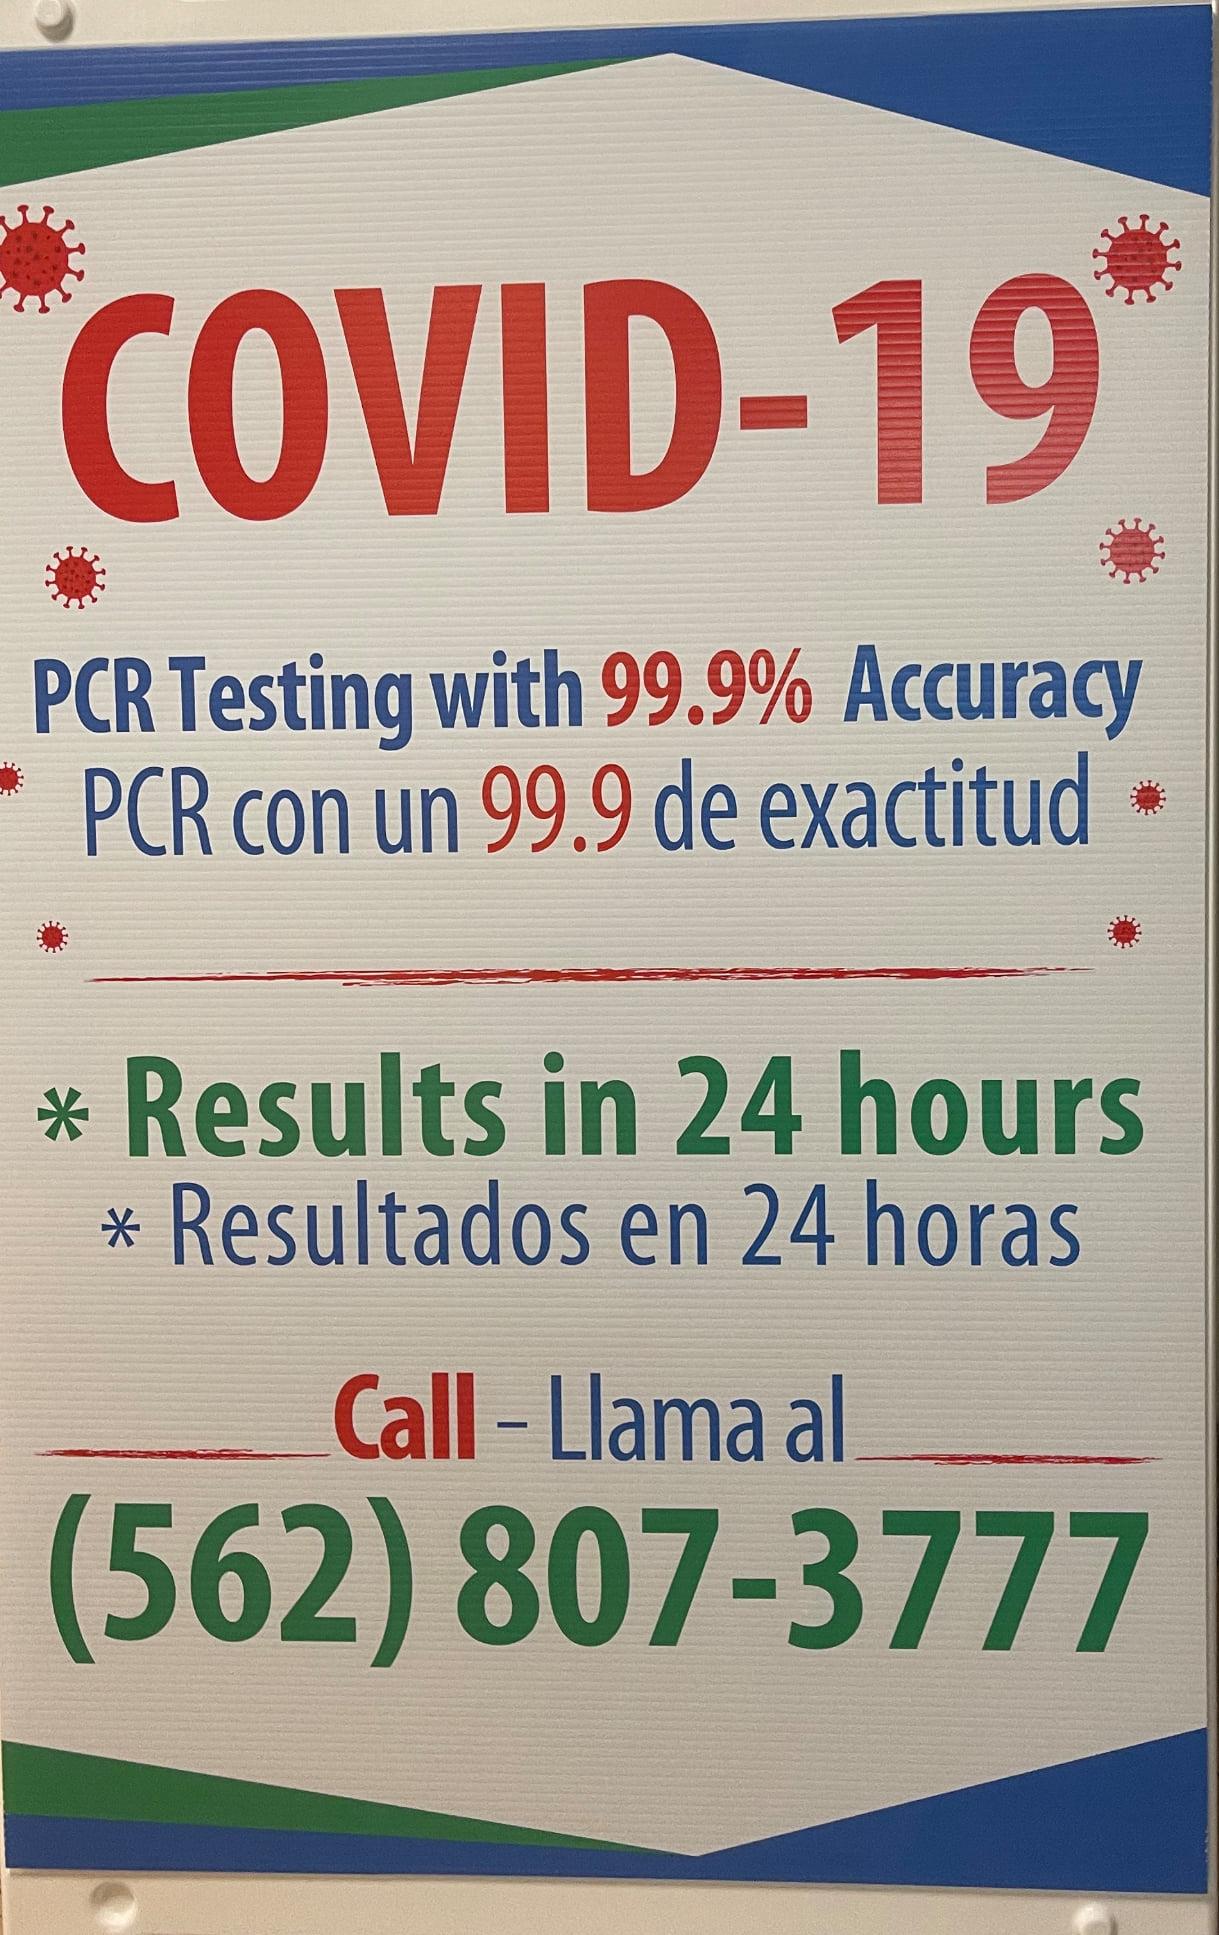 COVID-19
PCR Testing with 99.9% Accuracy
PCR con un 99.9 de exactitud
* Results in 24 hours
* Resultados en 24 horas
Call - Llama al
(562) 807-3777